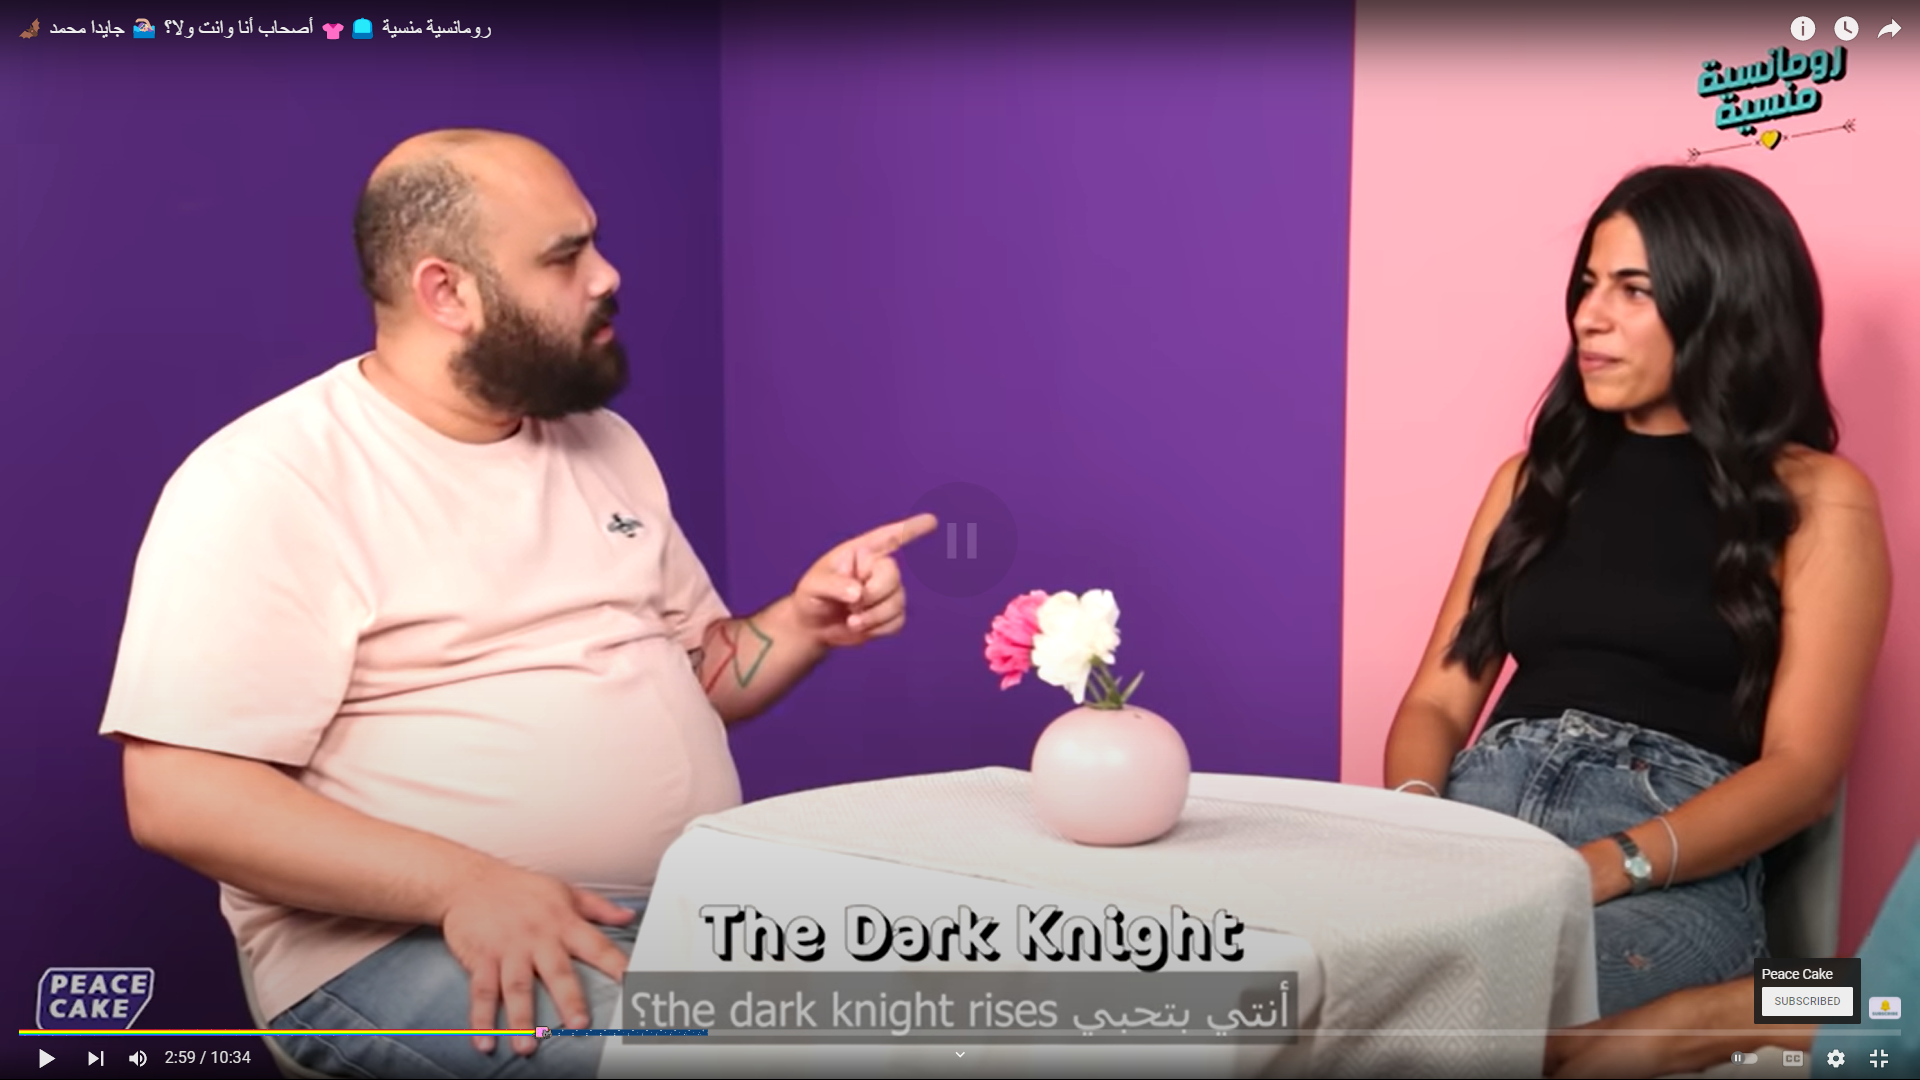 رومانسية منسية 🧢 👚 أصحاب أنا وانت ولا؟ 🤷🏼‍♀️ جايدا محمد 🦇
رومانسية
منسية
The Dark Knight
أنتي بتحبي the dark knight rises؟
PEACE
CAKE
Peace Cake
SUBSCRIBED
2:59 / 10:34
CC